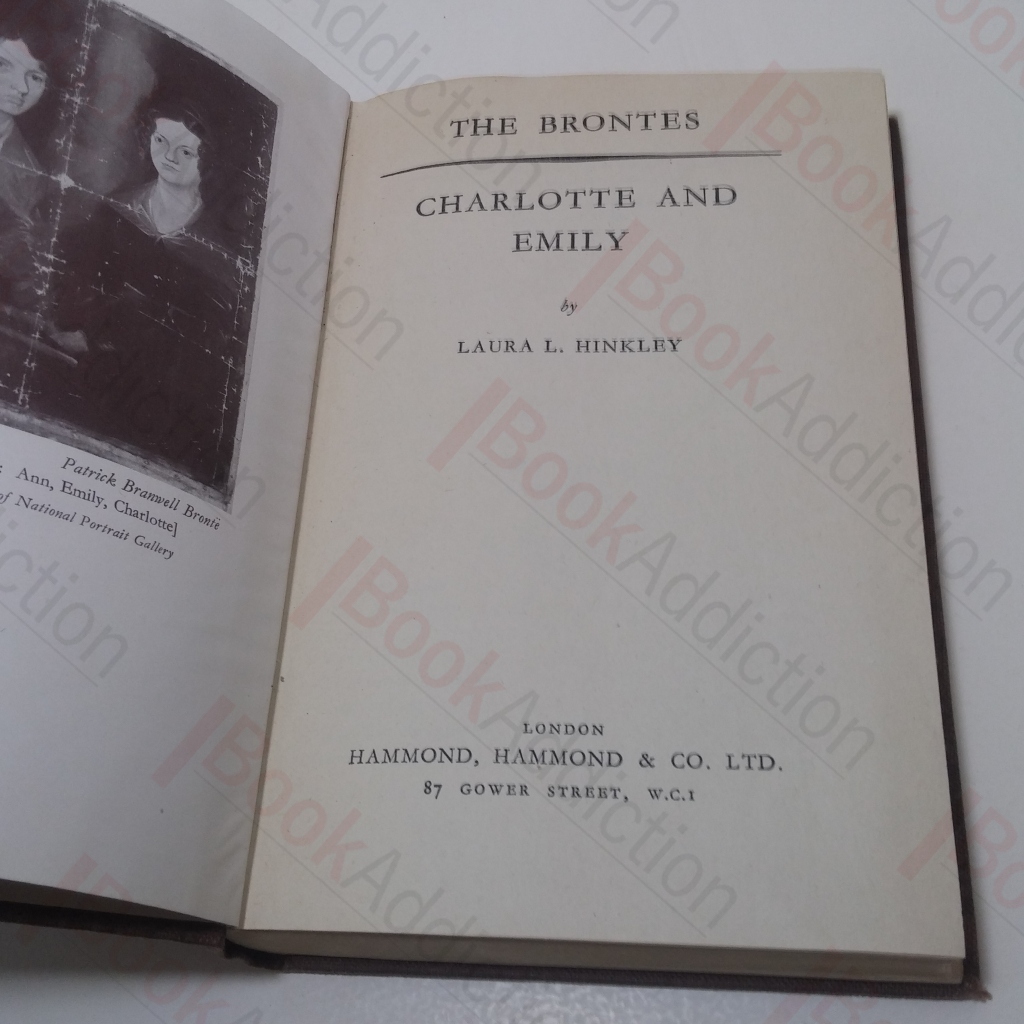 Patrick Branwell Brontë
Ann, Emily, Charlotte]
of National Portrait Gallery
THE BRONTES
CHARLOTTE AND
EMILY
by
LAURA L. HINKLEY
LONDON
HAMMOND, HAMMOND & CO. LTD.
87 GOWER STREET, W.C.1
BookAddiction